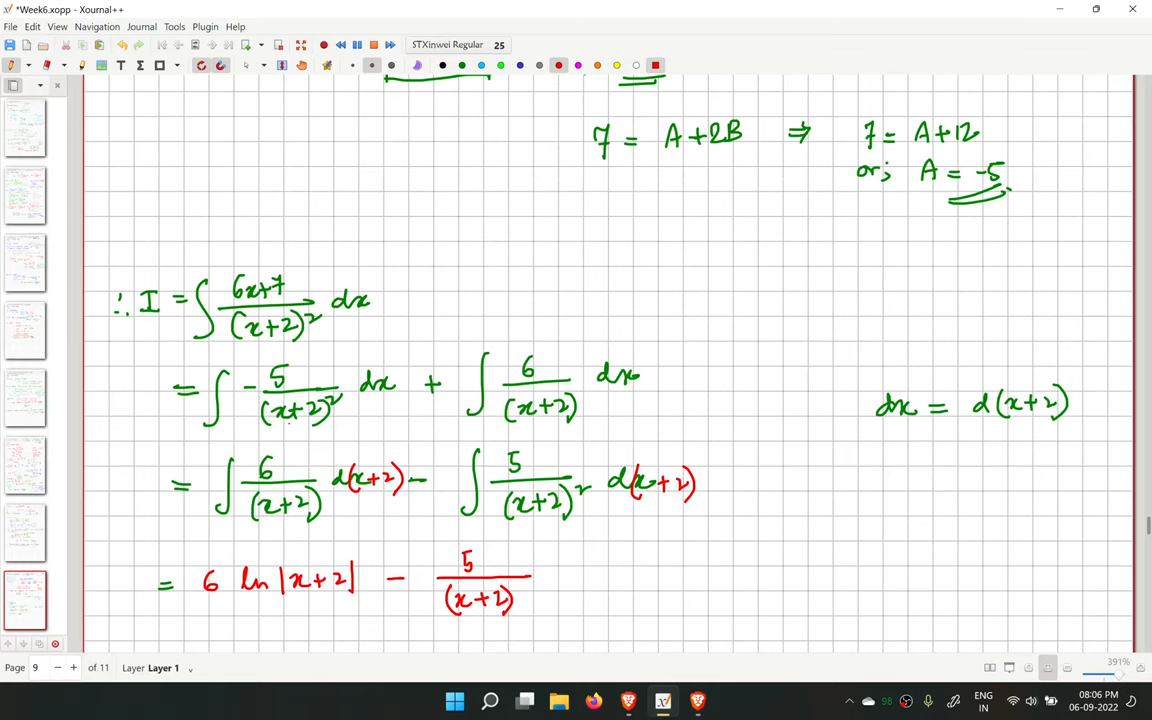 *Week6.xopp - Xournal++
File Edit View Navigation Journal Tools Plugin Help
STXinwei Regular 25
7 = A+2B ⇒ 7 = A+12
or; A = -5
∴ I = ∫ 6x+7 / (x+2)² dx
= ∫ - 5 / (x+2)² dx + ∫ 6 / (x+2) dx
dx = d(x+2)
= ∫ 6 / (x+2) d(x+2) - ∫ 5 / (x+2)² d(x+2)
= 6 ln |x+2| - 5 / (x+2)
Page 9 of 11 Layer Layer 1 391%
98 ENG IN 08:06 PM 06-09-2022